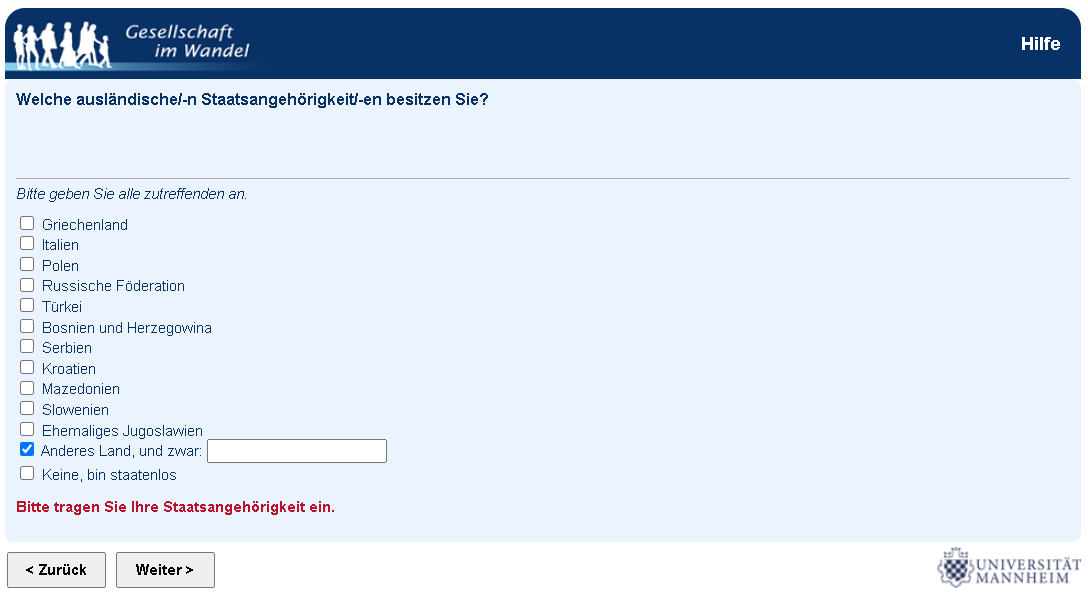 Gesellschaft
im Wandel
Hilfe
Welche ausländische/-n Staatsangehörigkeit/-en besitzen Sie?
Bitte geben Sie alle zutreffenden an.
Griechenland
Italien
Polen
Russische Föderation
Türkei
Bosnien und Herzegowina
Serbien
Kroatien
Mazedonien
Slowenien
Ehemaliges Jugoslawien
Anderes Land, und zwar:
Keine, bin staatenlos
Bitte tragen Sie Ihre Staatsangehörigkeit ein.
< Zurück Weiter >
UNIVERSITÄT
MANNHEIM